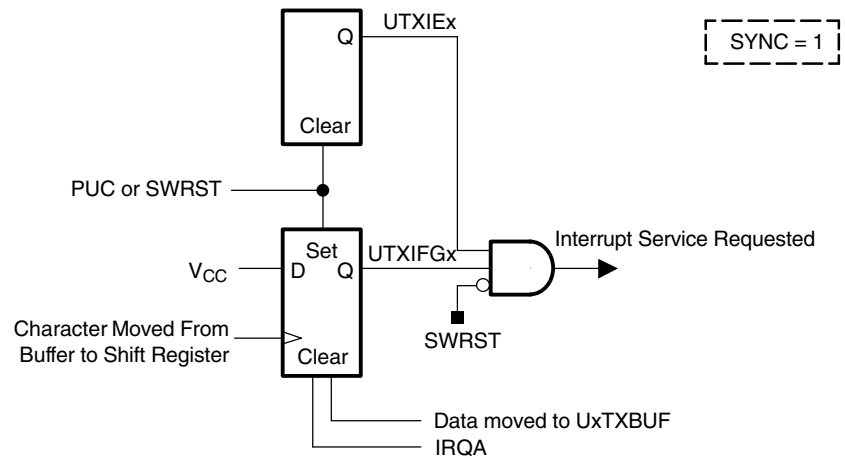 UTXIEx
SYNC = 1
Q
Clear
PUC or SWRST
Set
UTXIFGx
Interrupt Service Requested
VCC
D
Q
Character Moved From
Buffer to Shift Register
SWRST
Clear
Data moved to UxTXBUF
IRQA